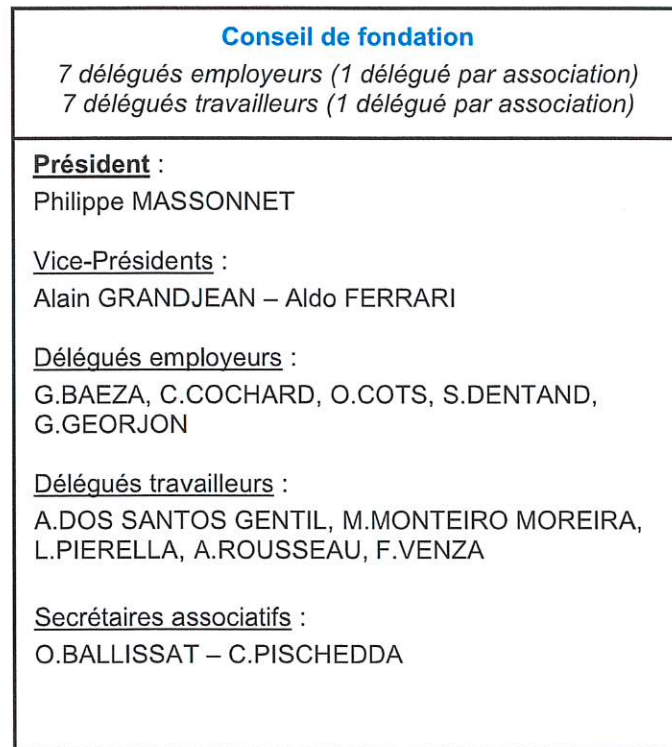 Conseil de fondation
7 délégués employeurs (1 délégué par association)
7 délégués travailleurs (1 délégué par association)
Président :
Philippe MASSONNET
Vice-Présidents :
Alain GRANDJEAN – Aldo FERRARI
Délégués employeurs :
G.BAEZA, C.COCHARD, O.COTS, S.DENTAND,
G.GEORJON
Délégués travailleurs :
A.DOS SANTOS GENTIL, M.MONTEIRO MOREIRA,
L.PIERELLA, A.ROUSSEAU, F.VENZA
Secrétaires associatifs :
O.BALLISSAT – C.PISCHEDDA